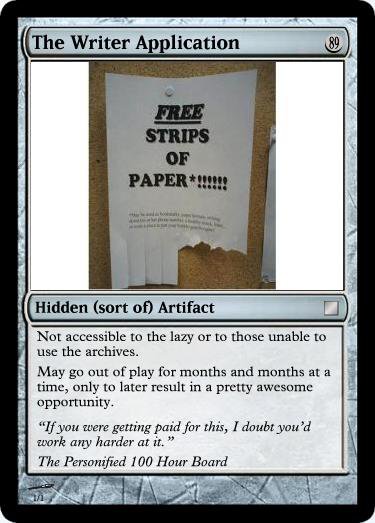 The Writer Application
89
FREE
STRIPS
OF
PAPER*!!!!!!
Hidden (sort of) Artifact
Not accessible to the lazy or to those unable to
use the archives.
May go out of play for months and months at a
time, only to later result in a pretty awesome
opportunity.
“If you were getting paid for this, I doubt you’d
work any harder at it.”
The Personified 100 Hour Board
1/1